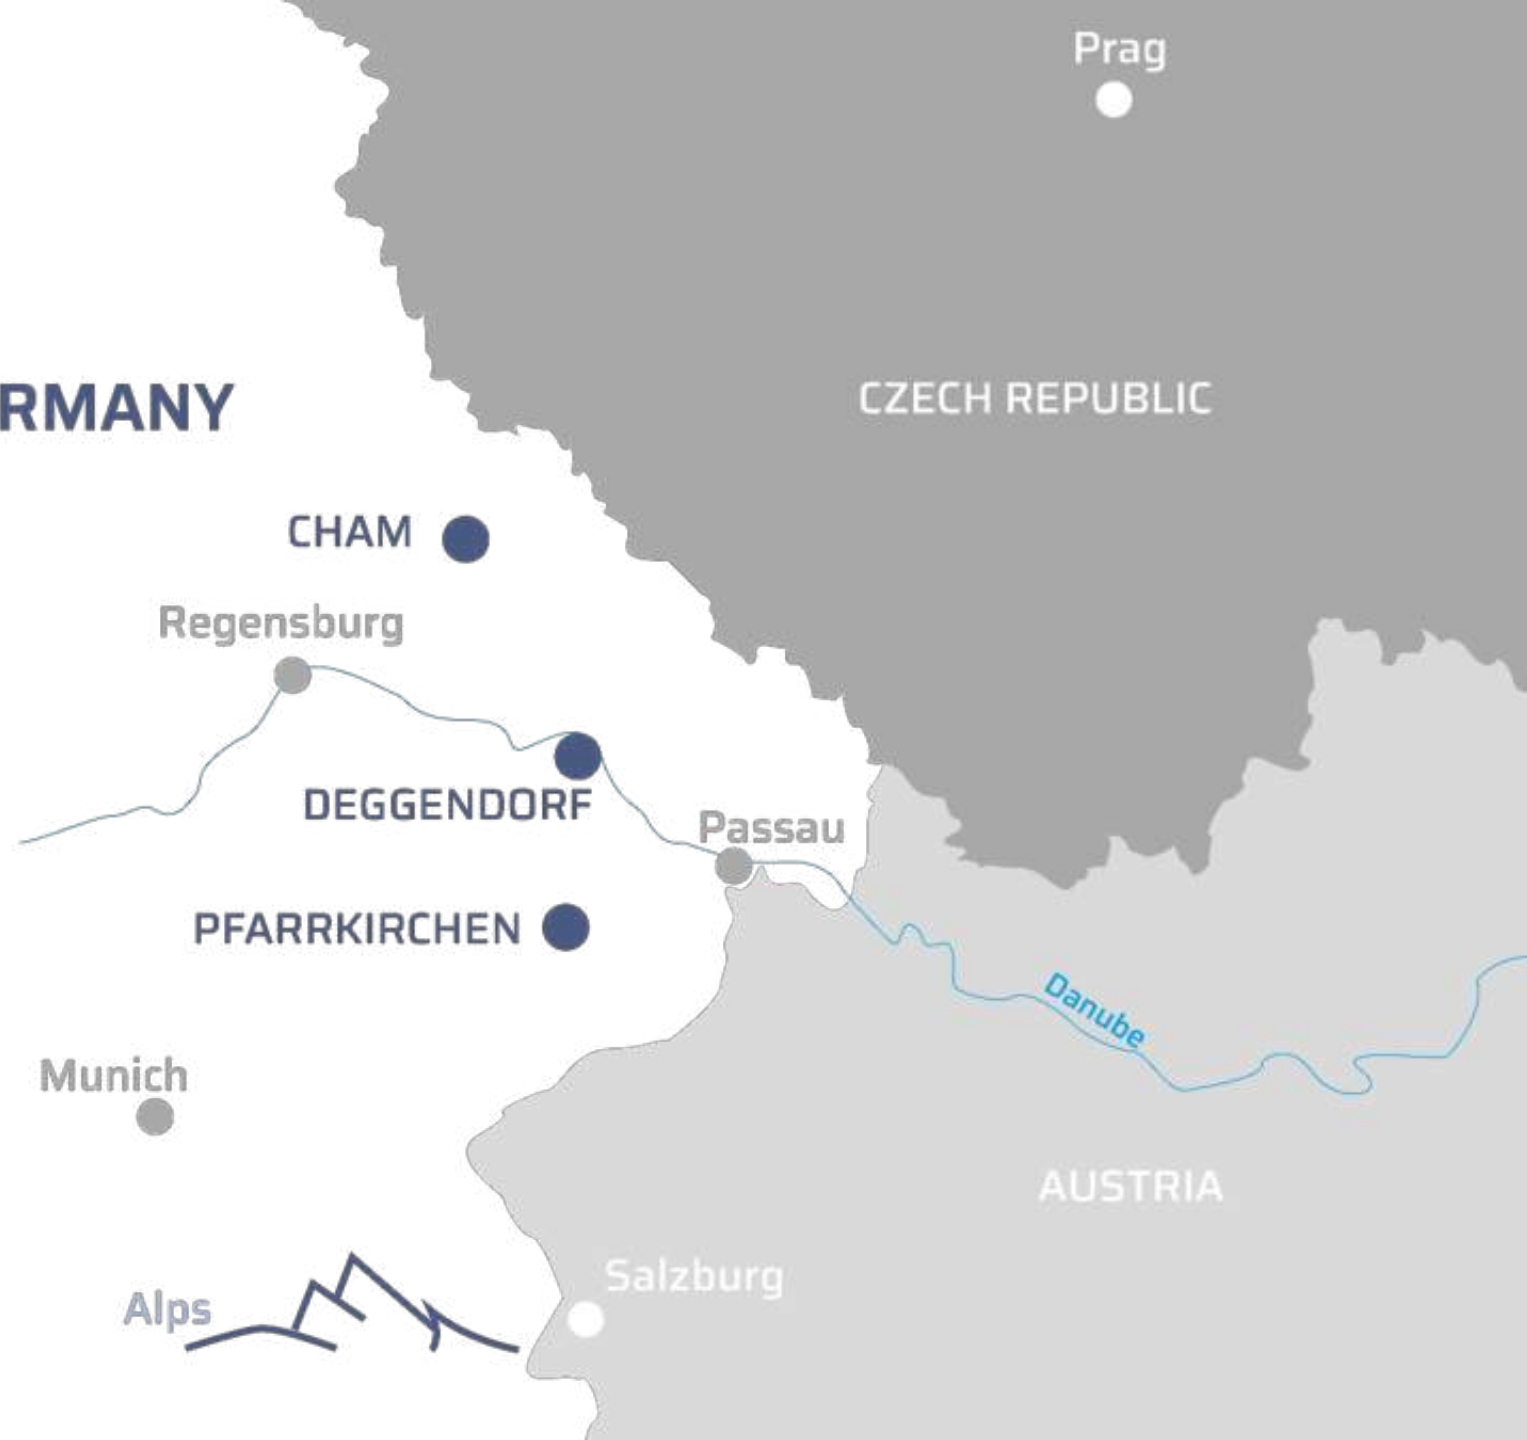 Prag
CZECH REPUBLIC
RMANY
CHAM
Regensburg
DEGGENDORF
Passau
PFARRKIRCHEN
Danube
Munich
AUSTRIA
Salzburg
Alps